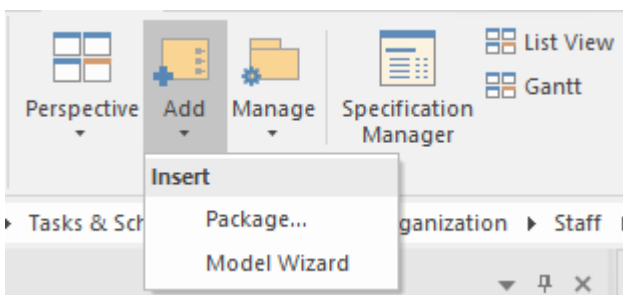 List View
Gantt
Perspective Add Manage Specification
Manager
Insert
Tasks & Sch Package... ganization Staff
Model Wizard